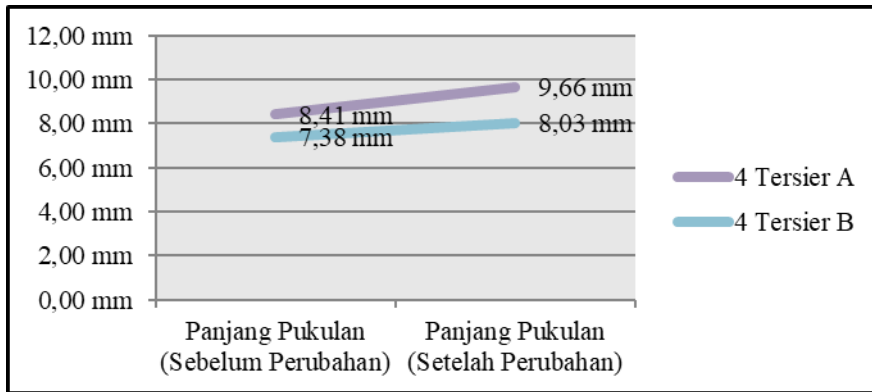 12,00 mm
10,00 mm
8,00 mm
6,00 mm
4,00 mm
2,00 mm
0,00 mm
8,41 mm
7,38 mm
9,66 mm
8,03 mm
Panjang Pukulan
(Sebelum Perubahan)
Panjang Pukulan
(Setelah Perubahan)
4 Tersier A
4 Tersier B